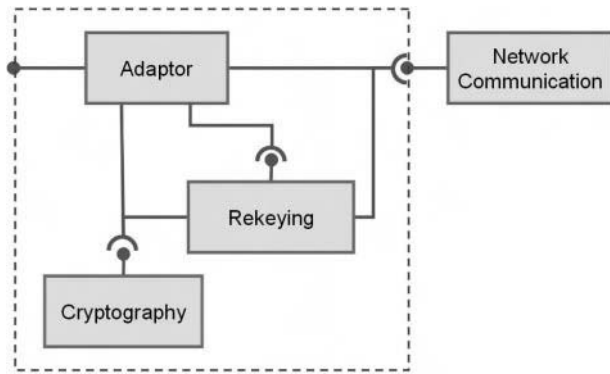 Adaptor
Network
Communication
Rekeying
Cryptography